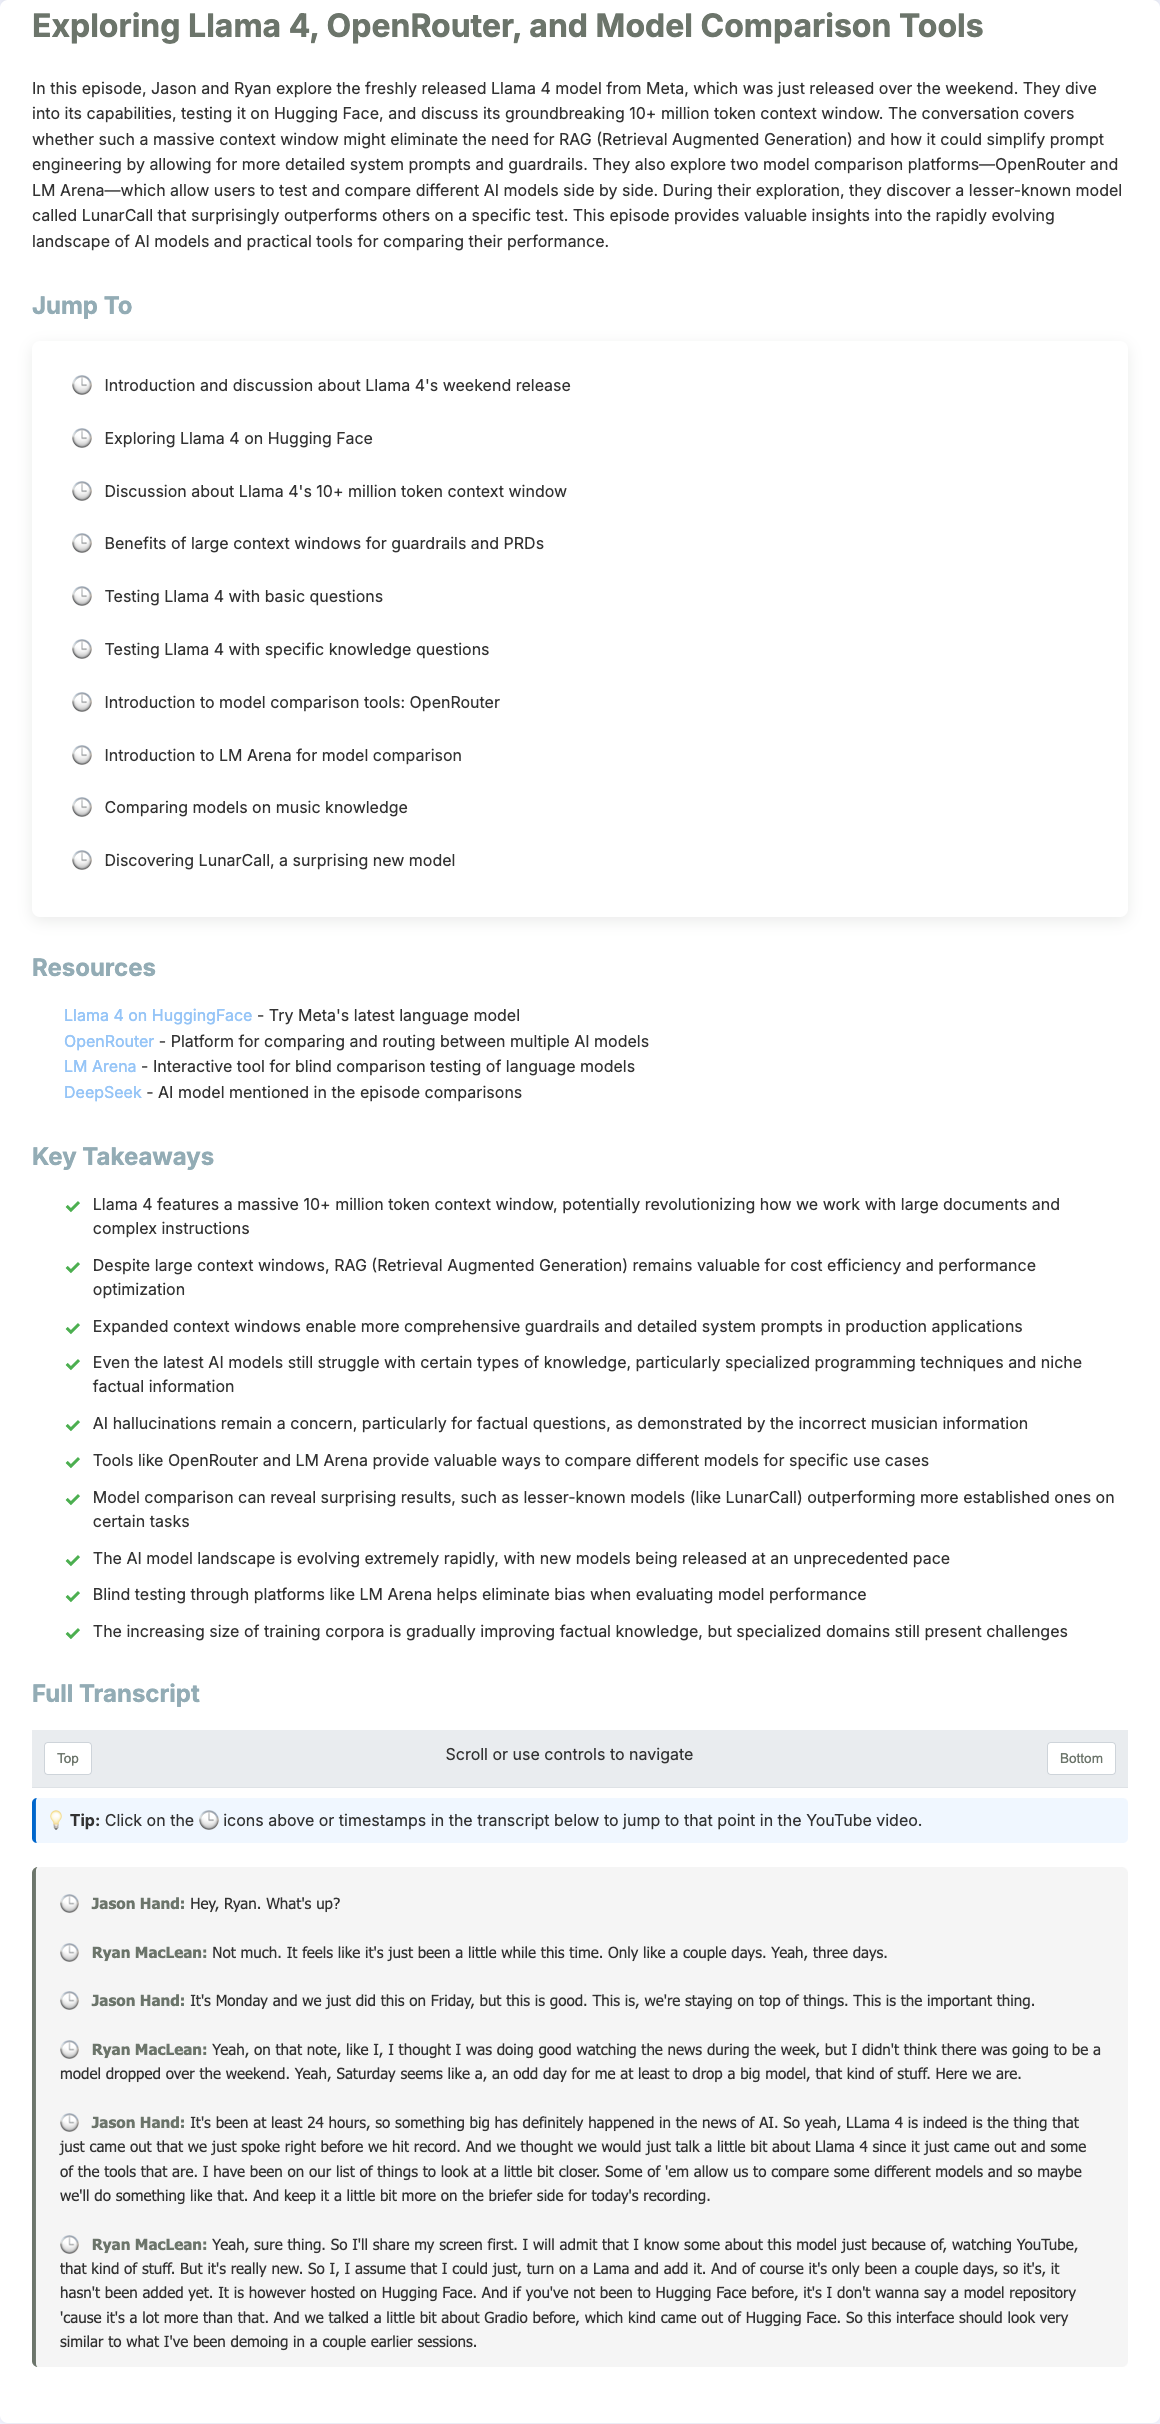 Exploring Llama 4, OpenRouter, and Model Comparison Tools
In this episode, Jason and Ryan explore the freshly released Llama 4 model from Meta, which was just released over the weekend. They dive
into its capabilities, testing it on Hugging Face, and discuss its groundbreaking 10+ million token context window. The conversation covers
whether such a massive context window might eliminate the need for RAG (Retrieval Augmented Generation) and how it could simplify prompt
engineering by allowing for more detailed system prompts and guardrails. They also explore two model comparison platforms—OpenRouter and
LM Arena—which allow users to test and compare different AI models side by side. During their exploration, they discover a lesser-known model
called LunarCall that surprisingly outperforms others on a specific test. This episode provides valuable insights into the rapidly evolving
landscape of AI models and practical tools for comparing their performance.
Jump To
Introduction and discussion about Llama 4's weekend release
Exploring Llama 4 on Hugging Face
Discussion about Llama 4's 10+ million token context window
Benefits of large context windows for guardrails and PRDs
Testing Llama 4 with basic questions
Testing Llama 4 with specific knowledge questions
Introduction to model comparison tools: OpenRouter
Introduction to LM Arena for model comparison
Comparing models on music knowledge
Discovering LunarCall, a surprising new model
Resources
Llama 4 on HuggingFace - Try Meta's latest language model
OpenRouter - Platform for comparing and routing between multiple AI models
LM Arena - Interactive tool for blind comparison testing of language models
DeepSeek - AI model mentioned in the episode comparisons
Key Takeaways
Llama 4 features a massive 10+ million token context window, potentially revolutionizing how we work with large documents and
complex instructions
Despite large context windows, RAG (Retrieval Augmented Generation) remains valuable for cost efficiency and performance
optimization
Expanded context windows enable more comprehensive guardrails and detailed system prompts in production applications
Even the latest AI models still struggle with certain types of knowledge, particularly specialized programming techniques and niche
factual information
AI hallucinations remain a concern, particularly for factual questions, as demonstrated by the incorrect musician information
Tools like OpenRouter and LM Arena provide valuable ways to compare different models for specific use cases
Model comparison can reveal surprising results, such as lesser-known models (like LunarCall) outperforming more established ones on
certain tasks
The AI model landscape is evolving extremely rapidly, with new models being released at an unprecedented pace
Blind testing through platforms like LM Arena helps eliminate bias when evaluating model performance
The increasing size of training corpora is gradually improving factual knowledge, but specialized domains still present challenges
Full Transcript
Top Scroll or use controls to navigate Bottom
💡 Tip: Click on the 🕒 icons above or timestamps in the transcript below to jump to that point in the YouTube video.
Jason Hand: Hey, Ryan. What's up?
Ryan MacLean: Not much. It feels like it's just been a little while this time. Only like a couple days. Yeah, three days.
Jason Hand: It's Monday and we just did this on Friday, but this is good. This is, we're staying on top of things. This is the important thing.
Ryan MacLean: Yeah, on that note, like I, I thought I was doing good watching the news during the week, but I didn't think there was going to be a
model dropped over the weekend. Yeah, Saturday seems like a, an odd day for me at least to drop a big model, that kind of stuff. Here we are.
Jason Hand: It's been at least 24 hours, so something big has definitely happened in the news of AI. So yeah, LLama 4 is indeed is the thing that
just came out that we just spoke right before we hit record. And we thought we would just talk a little bit about Llama 4 since it just came out and some
of the tools that are. I have been on our list of things to look at a little bit closer. Some of 'em allow us to compare some different models and so maybe
we'll do something like that. And keep it a little bit more on the briefer side for today's recording.
Ryan MacLean: Yeah, sure thing. So I'll share my screen first. I will admit that I know some about this model just because of, watching YouTube,
that kind of stuff. But it's really new. So I, I assume that I could just, turn on a Lama and add it. And of course it's only been a couple days, so it's, it
hasn't been added yet. It is however hosted on Hugging Face. And if you've not been to Hugging Face before, it's I don't wanna say a model repository
'cause it's a lot more than that. And we talked a little bit about Gradio before, which kind came out of Hugging Face. So this interface should look very
similar to what I've been demoing in a couple earlier sessions.